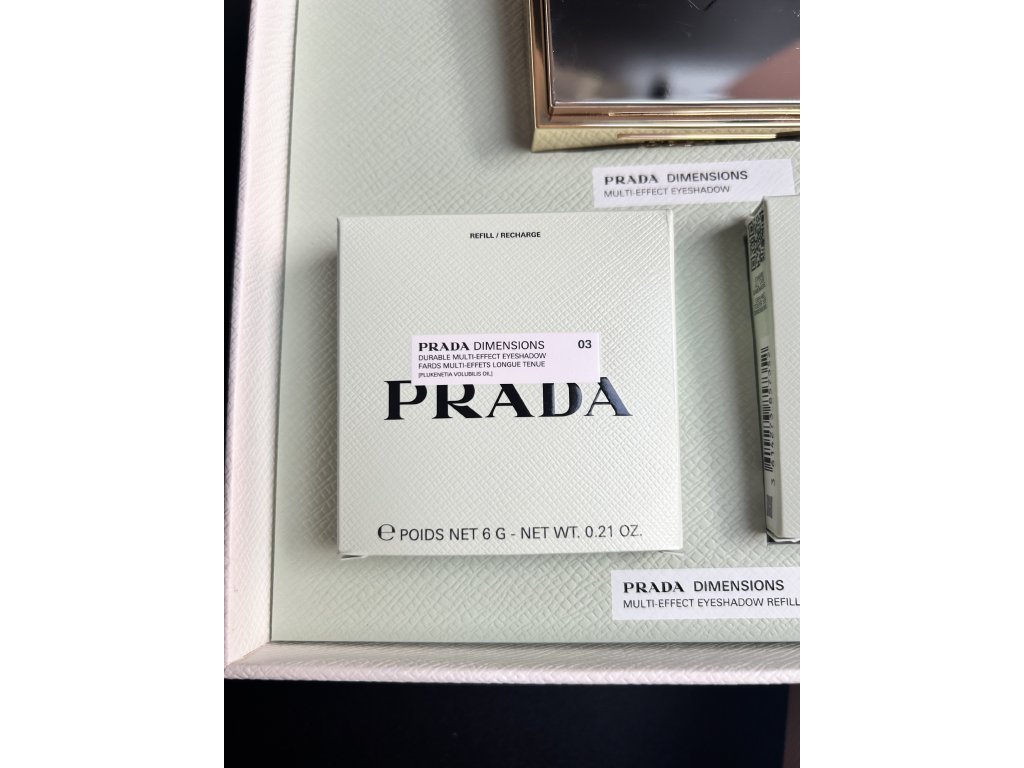 PRADA DIMENSIONS
MULTI-EFFECT EYESHADOW
REFILL / RECHARGE
PRADA DIMENSIONS 03
DURABLE MULTI-EFFECT EYESHADOW
FARDS MULTI-EFFETS LONGUE TENUE
[PLUKENETIA VOLUBILIS OIL]
PRADA
℮ POIDS NET 6 G - NET WT. 0.21 OZ.
PRADA DIMENSIONS
MULTI-EFFECT EYESHADOW REFILL